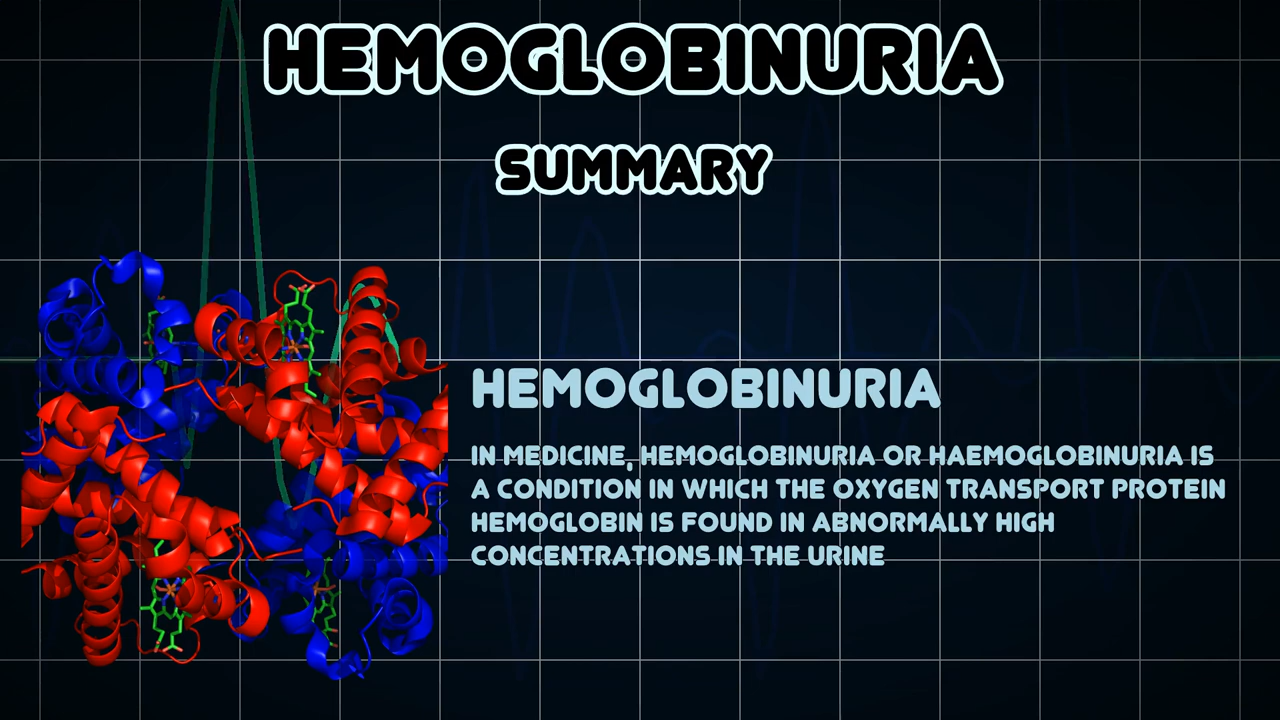 HEMOGLOBINURIA
SUMMARY
HEMOGLOBINURIA
IN MEDICINE, HEMOGLOBINURIA OR HAEMOGLOBINURIA IS
A CONDITION IN WHICH THE OXYGEN TRANSPORT PROTEIN
HEMOGLOBIN IS FOUND IN ABNORMALLY HIGH
CONCENTRATIONS IN THE URINE